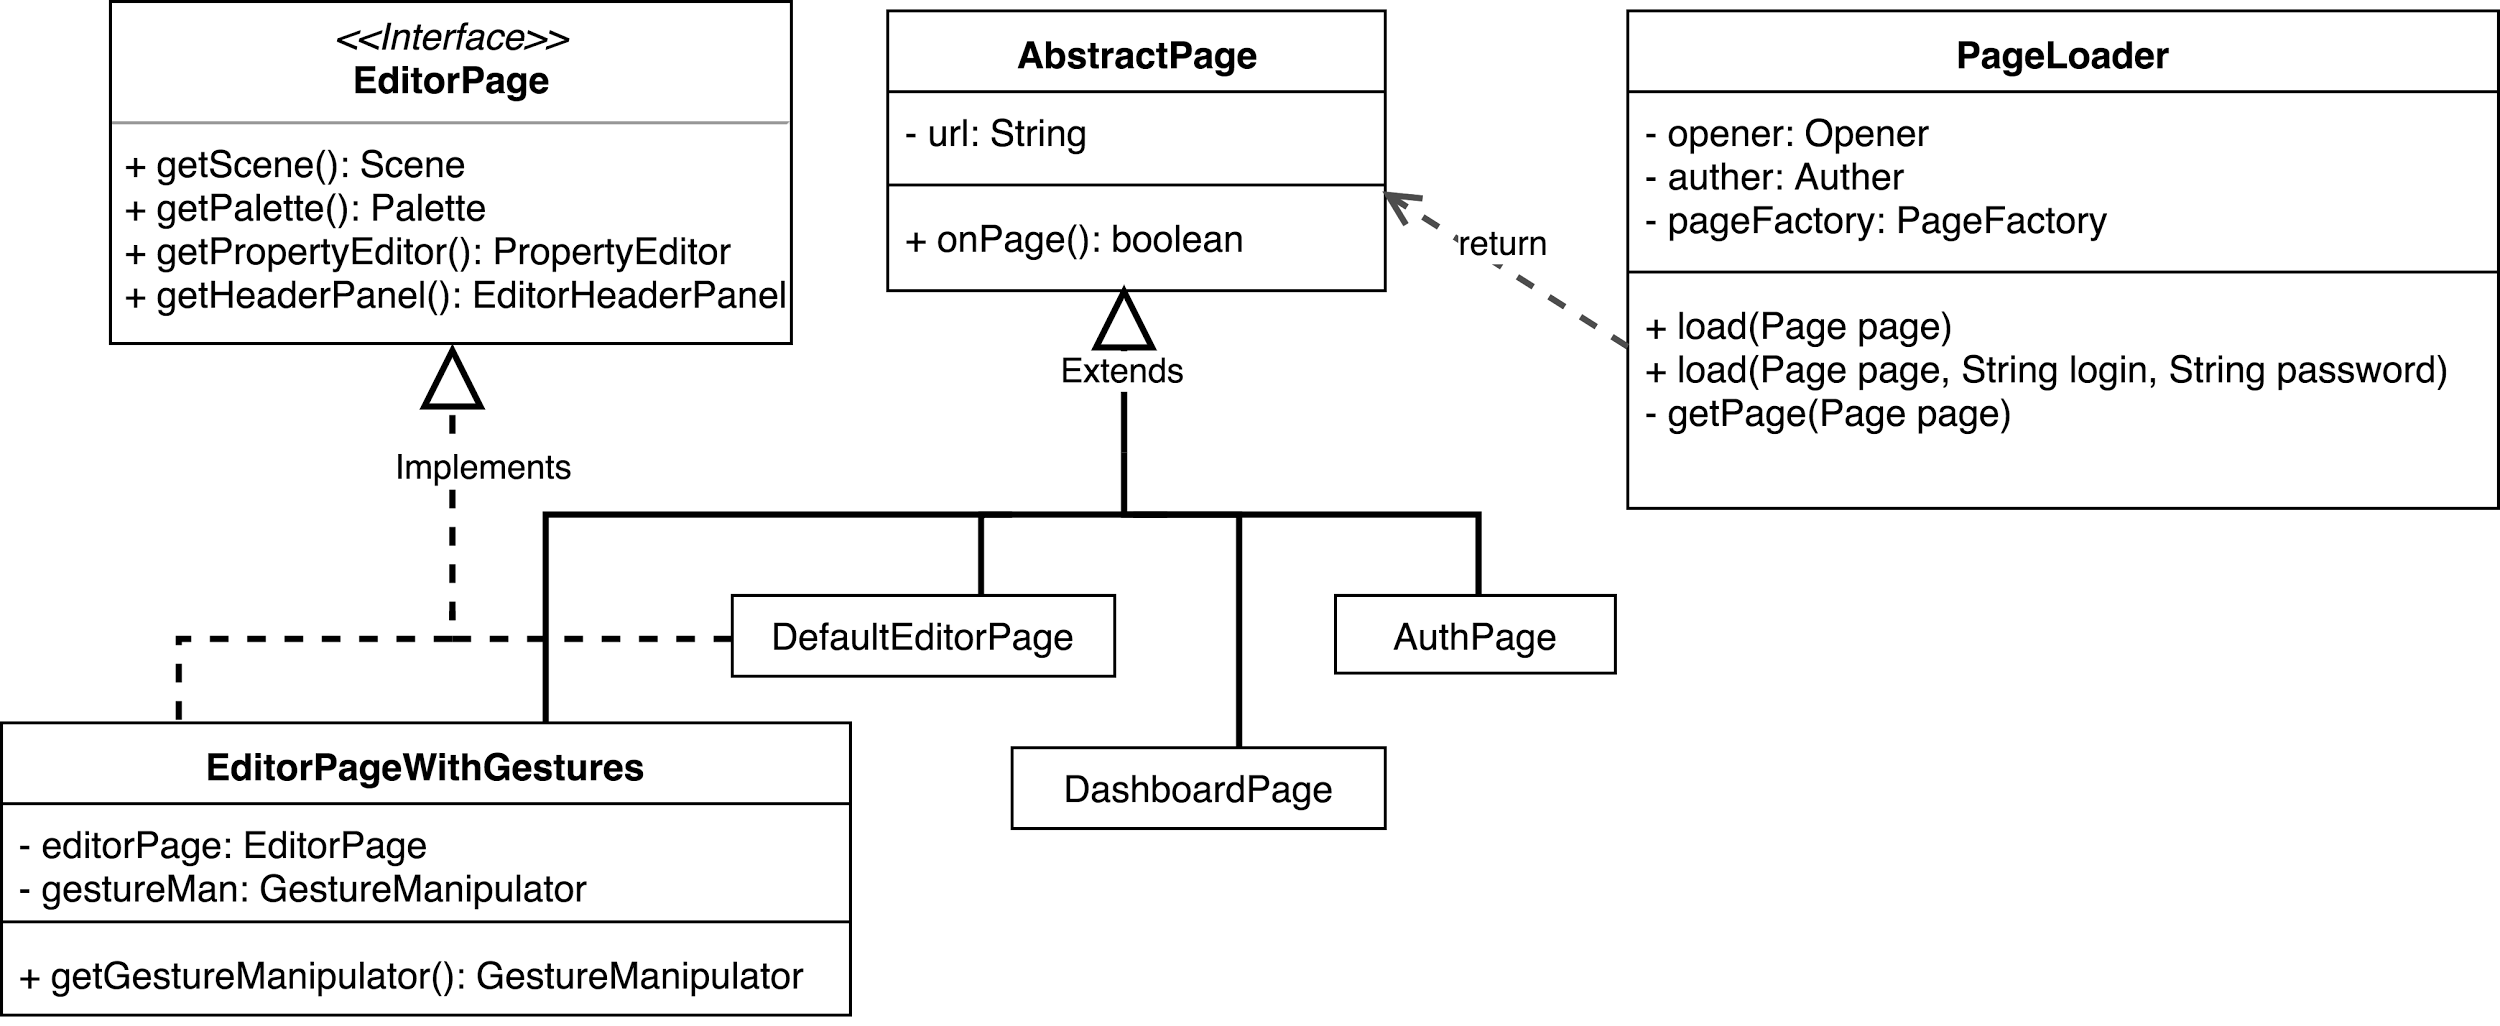 <<Interface>>
EditorPage
+ getScene(): Scene
+ getPalette(): Palette
+ getPropertyEditor(): PropertyEditor
+ getHeaderPanel(): EditorHeaderPanel
AbstractPage
- url: String
+ onPage(): boolean
PageLoader
- opener: Opener
- auther: Auther
- pageFactory: PageFactory
+ load(Page page)
+ load(Page page, String login, String password)
- getPage(Page page)
return
Extends
Implements
DefaultEditorPage
AuthPage
EditorPageWithGestures
- editorPage: EditorPage
- gestureMan: GestureManipulator
+ getGestureManipulator(): GestureManipulator
DashboardPage